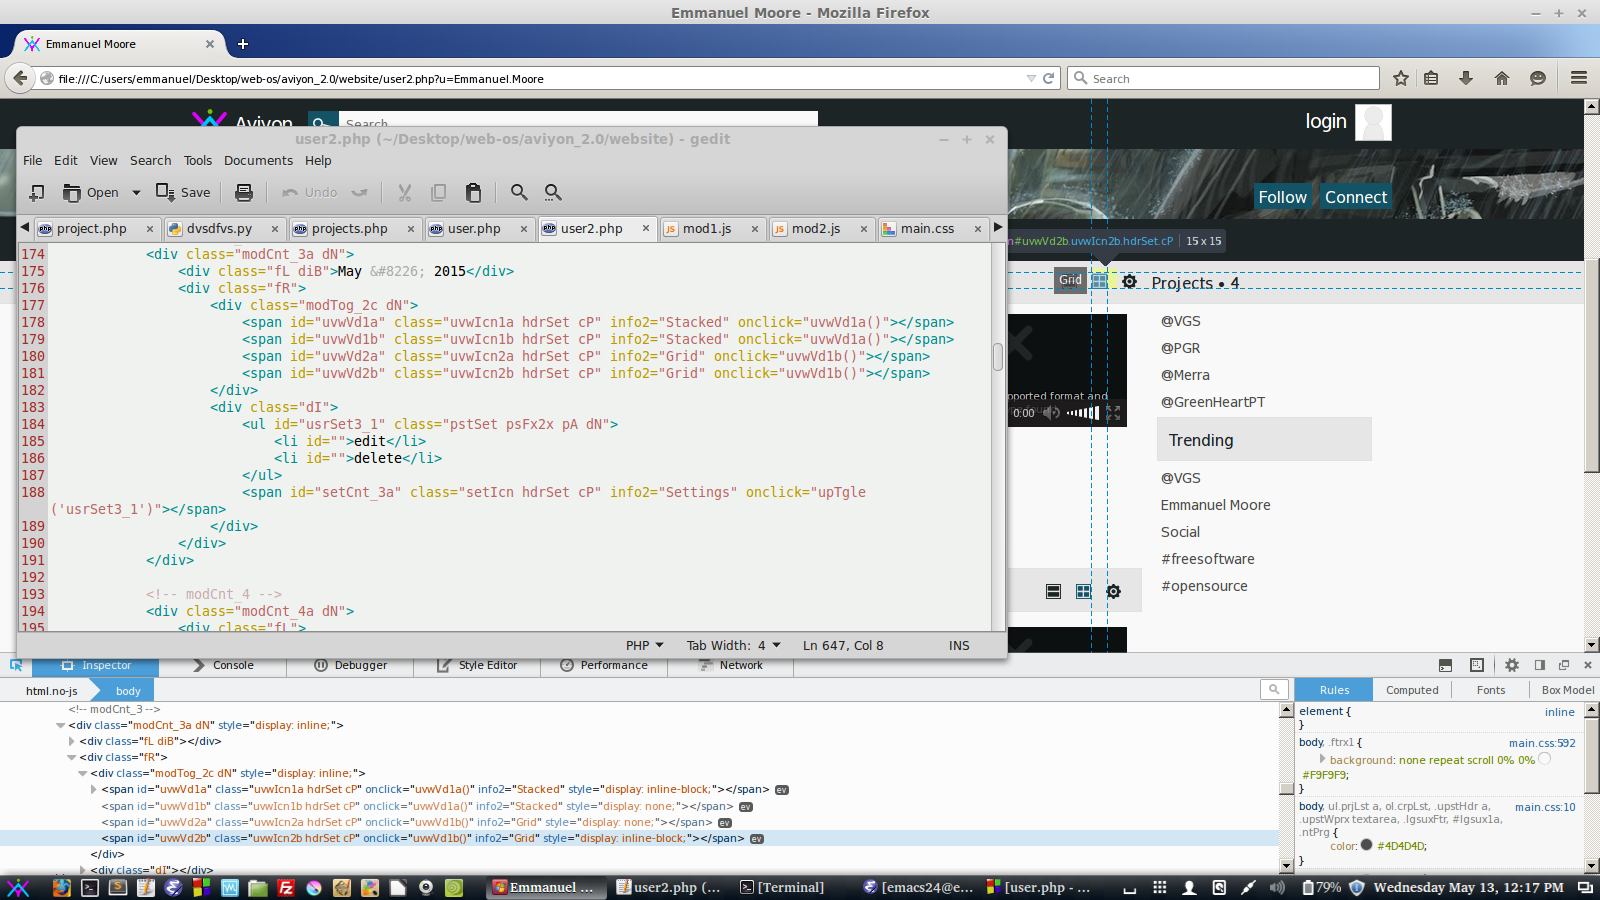 Emmanuel Moore - Mozilla Firefox
Emmanuel Moore
file:///C:/users/emmanuel/Desktop/web-os/aviyon_2.0/website/user2.php?u=Emmanuel.Moore
Search
Aviyon
Search
login
Follow Connect
user2.php (~/Desktop/web-os/aviyon_2.0/website) - gedit
File Edit View Search Tools Documents Help
Open Save Undo
project.php dvsdfvs.py projects.php user.php user2.php mod1.js mod2.js main.css
174 <div class="modCnt_3a dN">
175 <div class="fL diB">May &#8226; 2015</div>
176 <div class="fR">
177 <div class="modTog_2c dN">
178 <span id="uvwVd1a" class="uvwIcn1a hdrSet cP" info2="Stacked" onclick="uvwVd1a()"></span>
179 <span id="uvwVd1b" class="uvwIcn1b hdrSet cP" info2="Stacked" onclick="uvwVd1a()"></span>
180 <span id="uvwVd2a" class="uvwIcn2a hdrSet cP" info2="Grid" onclick="uvwVd1b()"></span>
181 <span id="uvwVd2b" class="uvwIcn2b hdrSet cP" info2="Grid" onclick="uvwVd1b()"></span>
182 </div>
183 <div class="dI">
184 <ul id="usrSet3_1" class="pstSet psFx2x pA dN">
185 <li id="">edit</li>
186 <li id="">delete</li>
187 </ul>
188 <span id="setCnt_3a" class="setIcn hdrSet cP" info2="Settings" onclick="upTgle
('usrSet3_1')"></span>
189 </div>
190 </div>
191 </div>
192
193 <!-- modCnt_4 -->
194 <div class="modCnt_4a dN">
195 <div class="fL">
PHP Tab Width: 4 Ln 647, Col 8 INS
n#uvwVd2b.uvwIcn2b.hdrSet.cP 15 x 15
Grid
Projects • 4
@VGS
@PGR
@Merra
@GreenHeartPT
Trending
@VGS
Emmanuel Moore
Social
#freesoftware
#opensource
pported format and
0:00
Inspector Console Debugger Style Editor Performance Network
html.no-js body
<!-- modCnt_3 -->
<div class="modCnt_3a dN" style="display: inline;">
<div class="fL diB"></div>
<div class="fR">
<div class="modTog_2c dN" style="display: inline;">
<span id="uvwVd1a" class="uvwIcn1a hdrSet cP" onclick="uvwVd1a()" info2="Stacked" style="display: inline-block;"></span> ev
<span id="uvwVd1b" class="uvwIcn1b hdrSet cP" onclick="uvwVd1a()" info2="Stacked" style="display: none;"></span> ev
<span id="uvwVd2a" class="uvwIcn2a hdrSet cP" onclick="uvwVd1b()" info2="Grid" style="display: none;"></span> ev
<span id="uvwVd2b" class="uvwIcn2b hdrSet cP" onclick="uvwVd1b()" info2="Grid" style="display: inline-block;"></span> ev
</div>
<div class="dI"></div>
Rules Computed Fonts Box Model
element { inline
}
body, .ftrx1 { main.css:592
background: none repeat scroll 0% 0%
#F9F9F9;
}
body, ul.prjLst a, ol.crpLst, .upstHdr a, main.css:10
.upstWprx textarea, .lgsuxFtr, #lgsux1a,
.ntPrg {
color: #4D4D4D;
}
Emmanuel ... user2.php (... [Terminal] [emacs24@e... [user.php - ... 79% Wednesday May 13, 12:17 PM